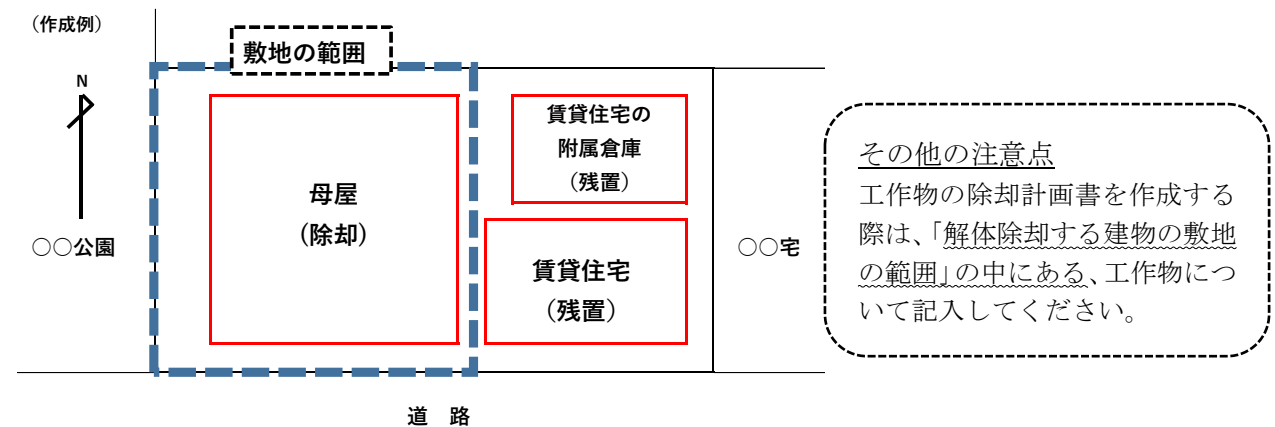 （作成例）
敷地の範囲
N
賃貸住宅の
附属倉庫
（残置）
母屋
（除却）
○○公園
賃貸住宅
（残置）
○○宅
道　路
その他の注意点
工作物の除却計画書を作成する
際は、「解体除却する建物の敷地
の範囲」の中にある、工作物につ
いて記入してください。